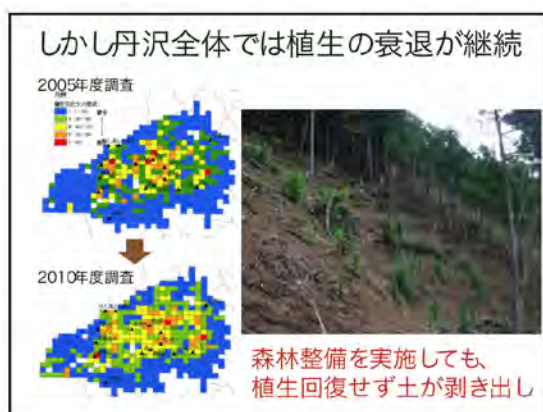 しかし丹沢全体では植生の衰退が継続
2005年度調査
2010年度調査
森林整備を実施しても、
植生回復せず土が剥き出し